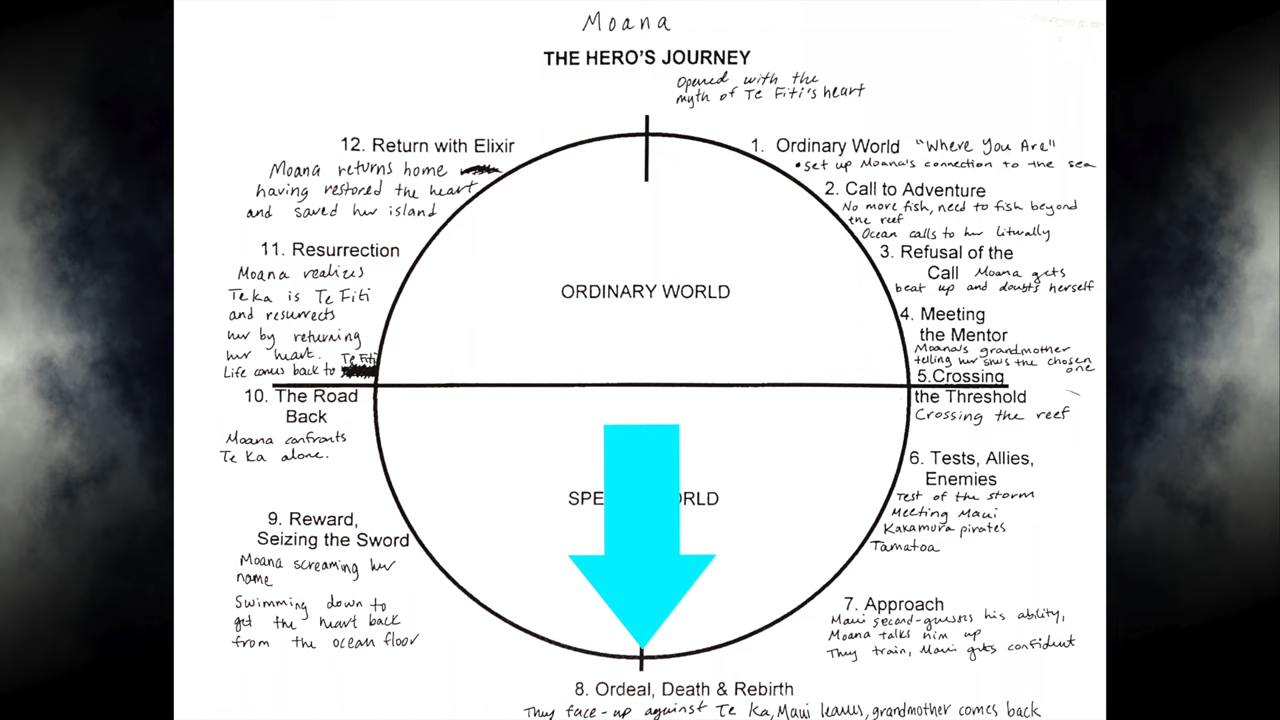 Moana
THE HERO'S JOURNEY
Opened with the
myth of Te Fiti's heart
1. Ordinary World "Where You Are"
•set up Moana's connection to the sea
2. Call to Adventure
No more fish, need to fish beyond
the reef
Ocean calls to her literally
3. Refusal of the
Call Moana gets
beat up and doubts herself
4. Meeting
the Mentor
Moana's grandmother
telling her she's the chosen
one
5.Crossing
the Threshold
Crossing the reef
6. Tests, Allies,
Enemies
Test of the storm
Meeting Maui
Kakamura pirates
Tamatoa
7. Approach
Maui second-guesses his ability,
Moana talks him up
They train, Maui gets confident
8. Ordeal, Death & Rebirth
They face-up against Te Ka, Maui leaves, grandmother comes back
9. Reward,
Seizing the Sword
Moana screaming her
name
Swimming down to
get the heart back
from the ocean floor
10. The Road
Back
Moana confronts
Te Ka alone.
11. Resurrection
Moana realizes
Te Ka is Te Fiti
and resurrects
her by returning
her heart. Te Fiti
Life comes back to
12. Return with Elixir
Moana returns home
having restored the heart
and saved her island
ORDINARY WORLD
SPE RLD